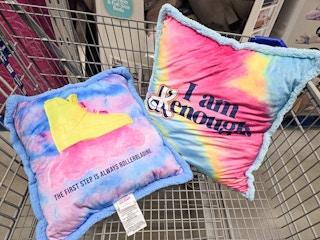 I am
Kenough
THE FIRST STEP IS ALWAYS ROLLERBLADING